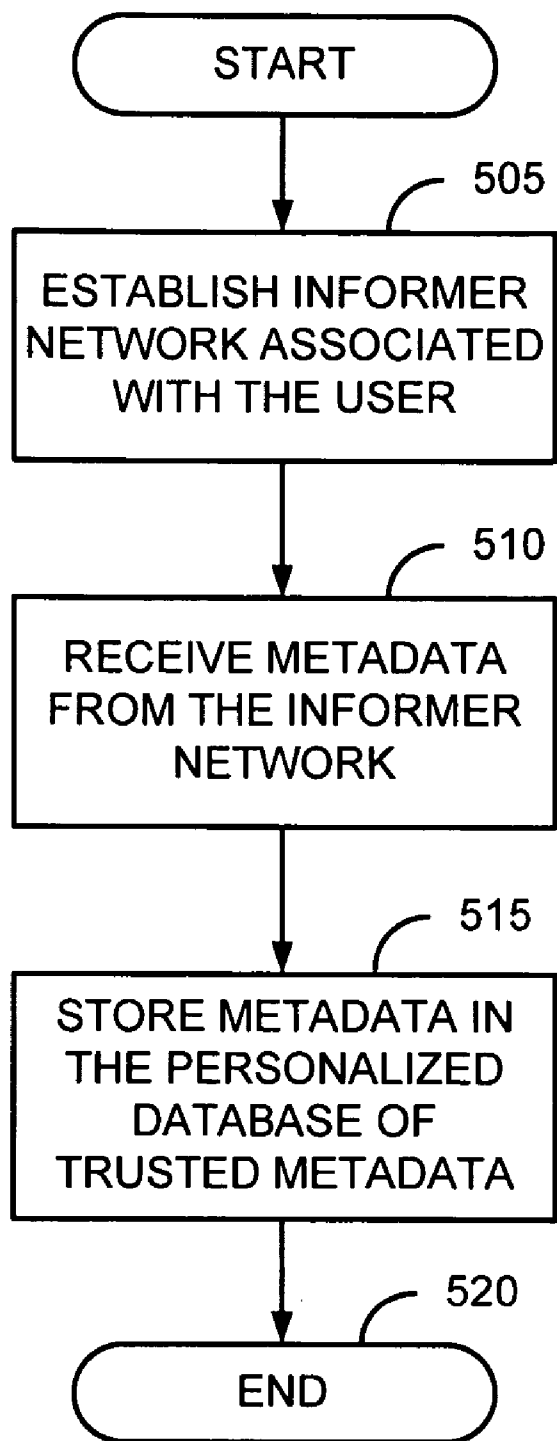 START
505
ESTABLISH INFORMER
NETWORK ASSOCIATED
WITH THE USER
510
RECEIVE METADATA
FROM THE INFORMER
NETWORK
515
STORE METADATA IN
THE PERSONALIZED
DATABASE OF
TRUSTED METADATA
520
END